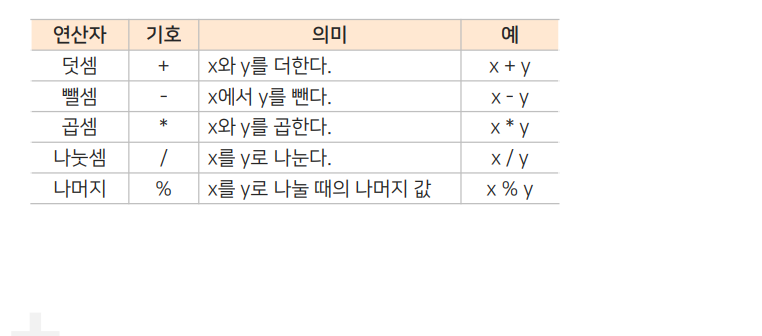 연산자 기호 의미 예
덧셈 + x와 y를 더한다. x + y
뺄셈 - x에서 y를 뺀다. x - y
곱셈 * x와 y를 곱한다. x * y
나눗셈 / x를 y로 나눈다. x / y
나머지 % x를 y로 나눌 때의 나머지 값 x % y